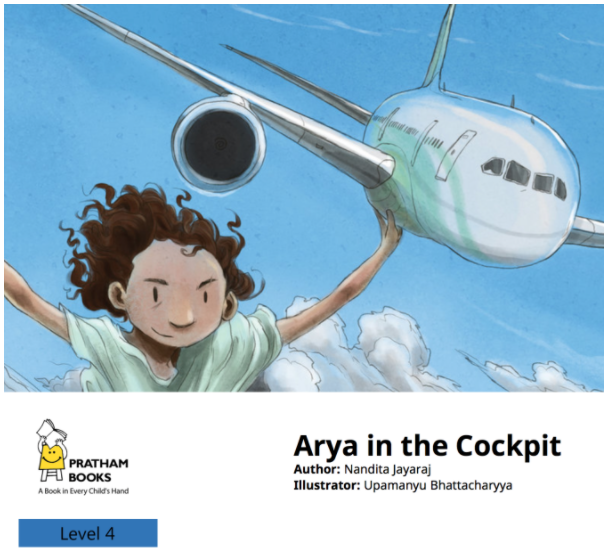 Arya in the Cockpit
Author: Nandita Jayaraj
Illustrator: Upamanyu Bhattacharyya
PRATHAM
BOOKS
A Book in Every Child's Hand
Level 4